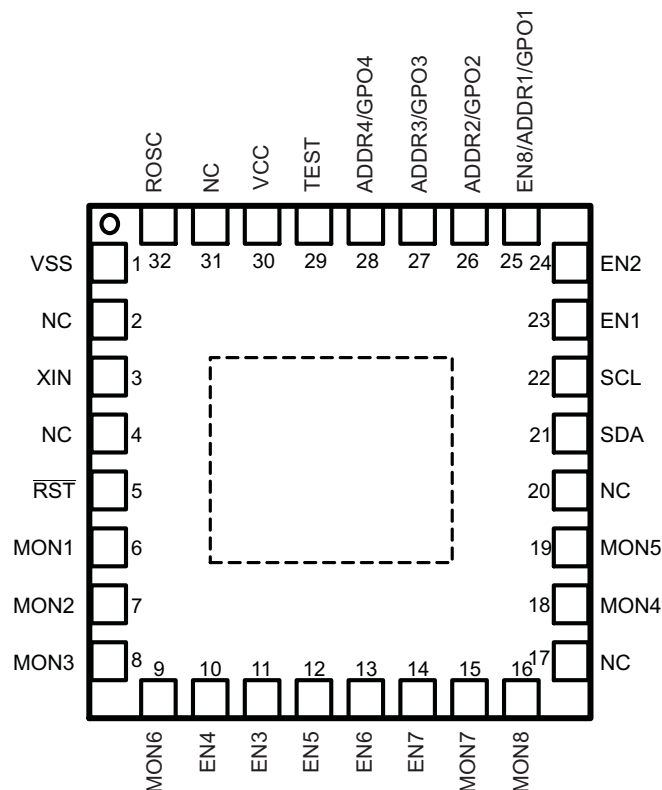 ROSC
NC
VCC
TEST
ADDR4/GPO4
ADDR3/GPO3
ADDR2/GPO2
EN8/ADDR1/GPO1
32 31 30 29 28 27 26 25
VSS 1 24 EN2
NC 2 23 EN1
XIN 3 22 SCL
NC 4 21 SDA
RST 5 20 NC
MON1 6 19 MON5
MON2 7 18 MON4
MON3 8 17 NC
9 10 11 12 13 14 15 16
MON6
EN4
EN3
EN5
EN6
EN7
MON7
MON8